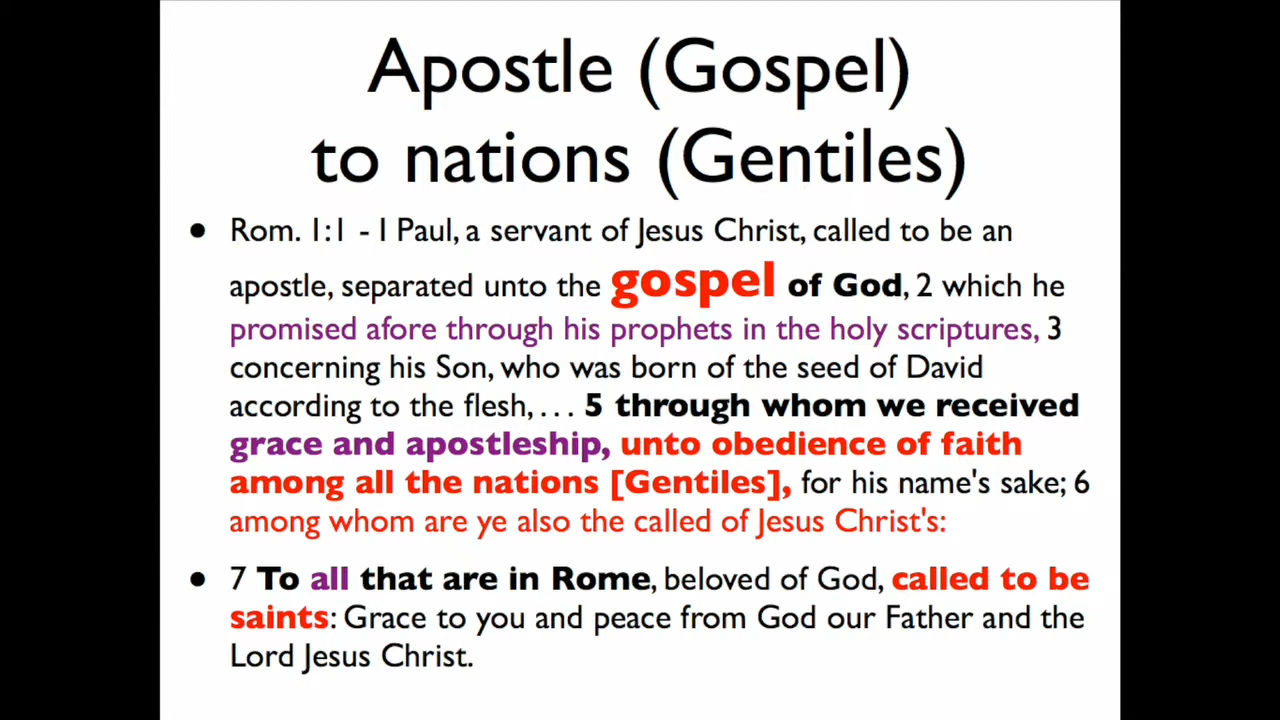 Apostle (Gospel)
to nations (Gentiles)
• Rom. 1:1 - 1 Paul, a servant of Jesus Christ, called to be an
apostle, separated unto the gospel of God, 2 which he
promised afore through his prophets in the holy scriptures, 3
concerning his Son, who was born of the seed of David
according to the flesh, . . . 5 through whom we received
grace and apostleship, unto obedience of faith
among all the nations [Gentiles], for his name's sake; 6
among whom are ye also the called of Jesus Christ's:
• 7 To all that are in Rome, beloved of God, called to be
saints: Grace to you and peace from God our Father and the
Lord Jesus Christ.